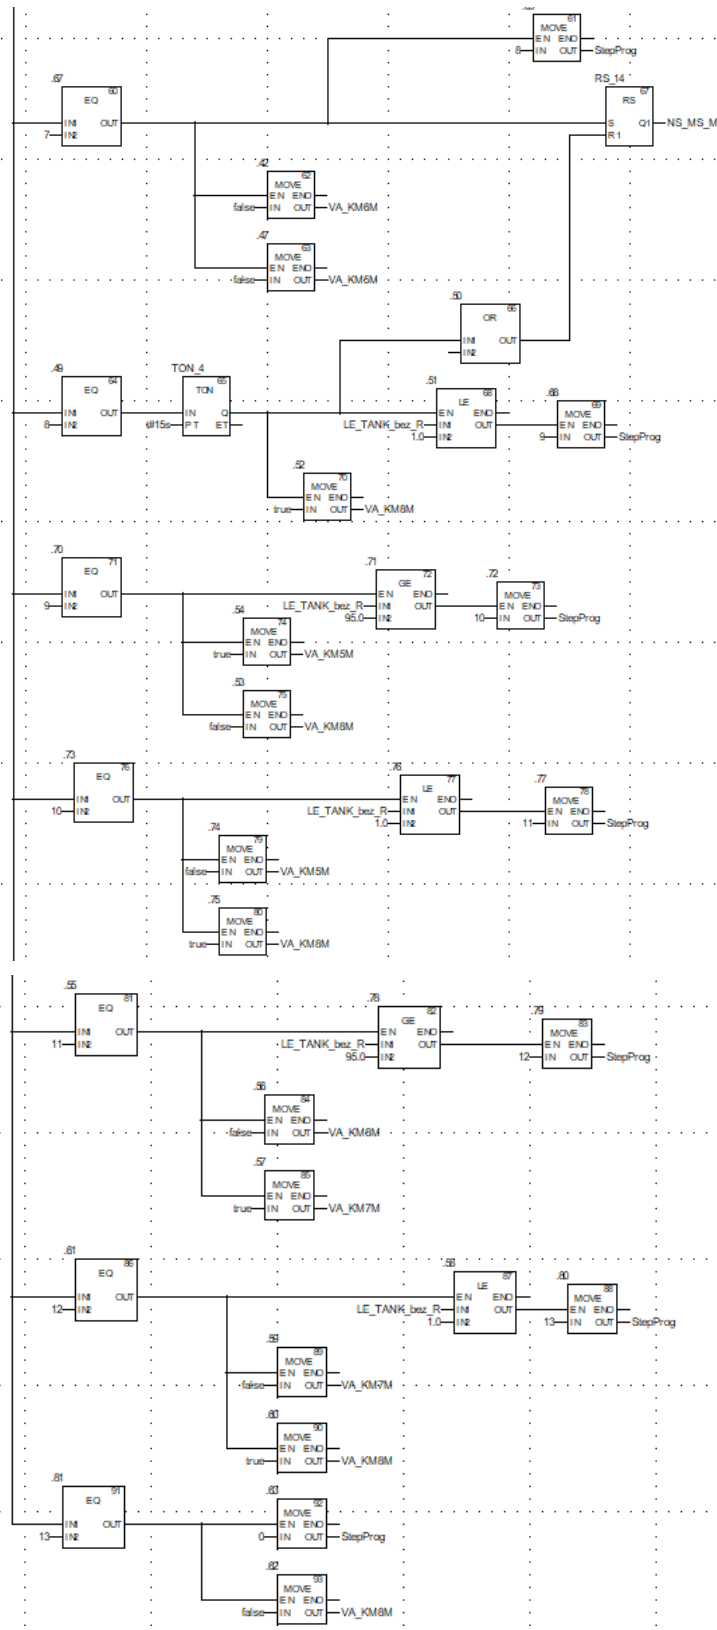 61
MOVE
EN ENO
8 IN OUT StepProg
RS_14
.67
60
EQ
IN1 OUT
7 IN2
67
RS
S Q1 NS_MS_M
R1
.42
62
MOVE
EN ENO
false IN OUT VA_KM6M
.47
63
MOVE
EN ENO
false IN OUT VA_KM5M
.50
66
OR
IN1 OUT
IN2
.49
64
EQ
IN1 OUT
8 IN2
TON_4
65
TON
IN Q
t#15s PT ET
.51
68
LE
EN ENO
LE_TANK_bez_R IN1 OUT
1.0 IN2
.68
69
MOVE
EN ENO
9 IN OUT StepProg
.52
70
MOVE
EN ENO
true IN OUT VA_KM8M
.70
71
EQ
IN1 OUT
9 IN2
.71
72
GE
EN ENO
LE_TANK_bez_R IN1 OUT
95.0 IN2
.72
73
MOVE
EN ENO
10 IN OUT StepProg
.54
74
MOVE
EN ENO
true IN OUT VA_KM5M
.53
75
MOVE
EN ENO
false IN OUT VA_KM8M
.73
76
EQ
IN1 OUT
10 IN2
.76
77
LE
EN ENO
LE_TANK_bez_R IN1 OUT
1.0 IN2
.77
78
MOVE
EN ENO
11 IN OUT StepProg
.74
79
MOVE
EN ENO
false IN OUT VA_KM5M
.75
80
MOVE
EN ENO
true IN OUT VA_KM8M
.55
81
EQ
IN1 OUT
11 IN2
.78
82
GE
EN ENO
LE_TANK_bez_R IN1 OUT
95.0 IN2
.79
83
MOVE
EN ENO
12 IN OUT StepProg
.56
84
MOVE
EN ENO
false IN OUT VA_KM8M
.57
85
MOVE
EN ENO
true IN OUT VA_KM7M
.61
86
EQ
IN1 OUT
12 IN2
.58
87
LE
EN ENO
LE_TANK_bez_R IN1 OUT
1.0 IN2
.80
88
MOVE
EN ENO
13 IN OUT StepProg
.59
89
MOVE
EN ENO
false IN OUT VA_KM7M
.60
90
MOVE
EN ENO
true IN OUT VA_KM8M
.81
91
EQ
IN1 OUT
13 IN2
.63
92
MOVE
EN ENO
0 IN OUT StepProg
.62
93
MOVE
EN ENO
false IN OUT VA_KM8M